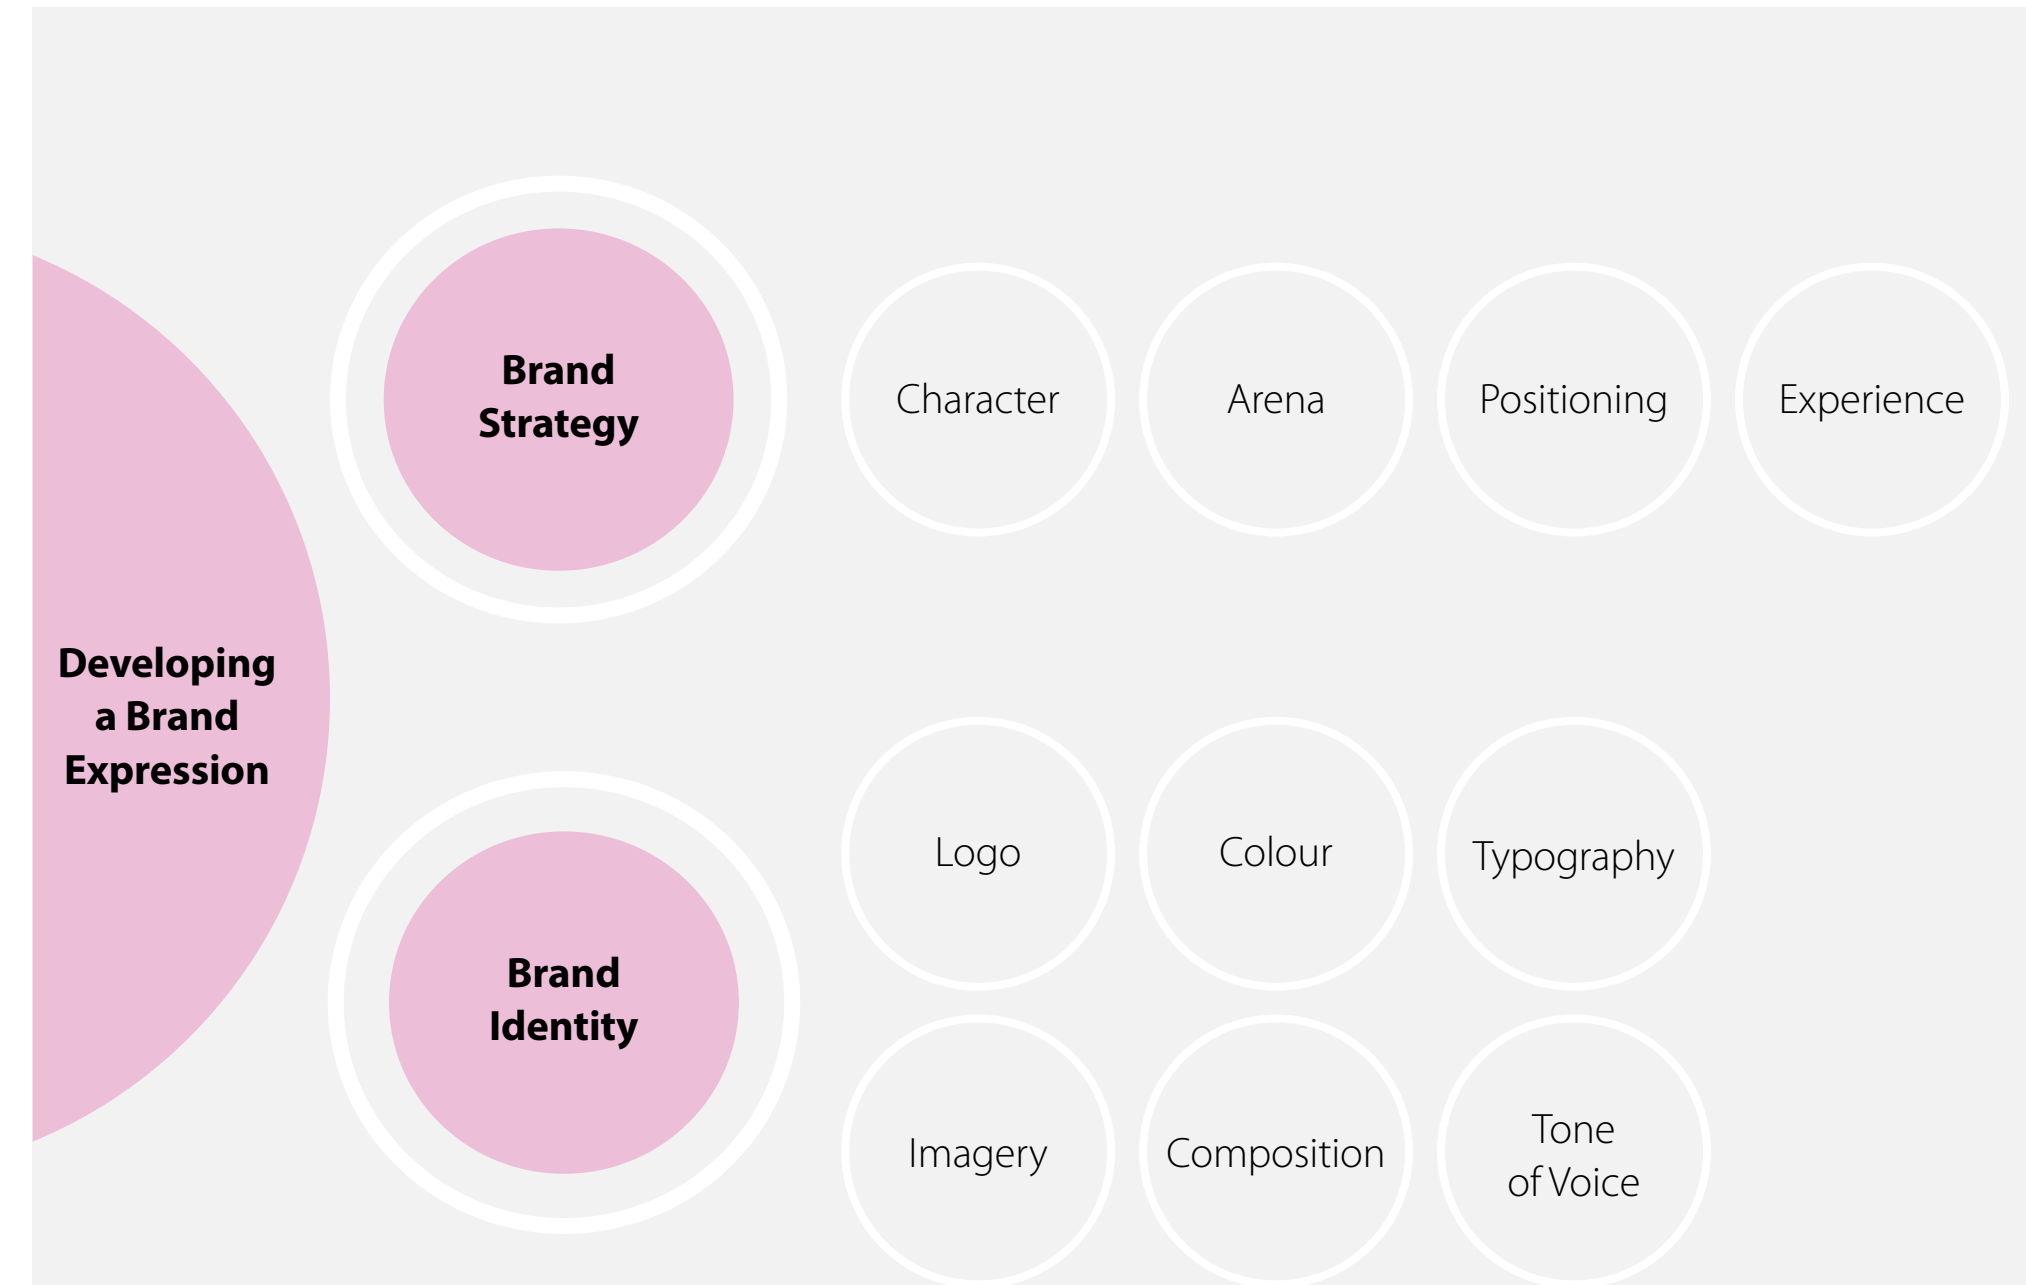 Developing
a Brand
Expression
Brand
Strategy
Character
Arena
Positioning
Experience
Brand
Identity
Logo
Colour
Typography
Imagery
Composition
Tone
of Voice